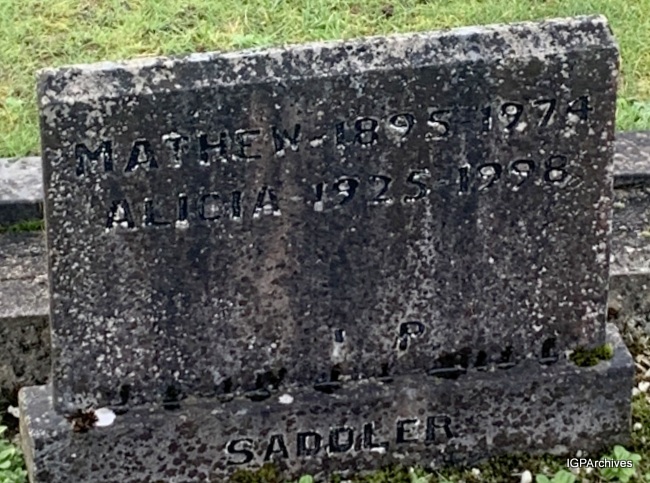 MATHEW - 1895 - 1974
ALICIA - 1925 - 1998
I P
SADDLER
IGPArchives